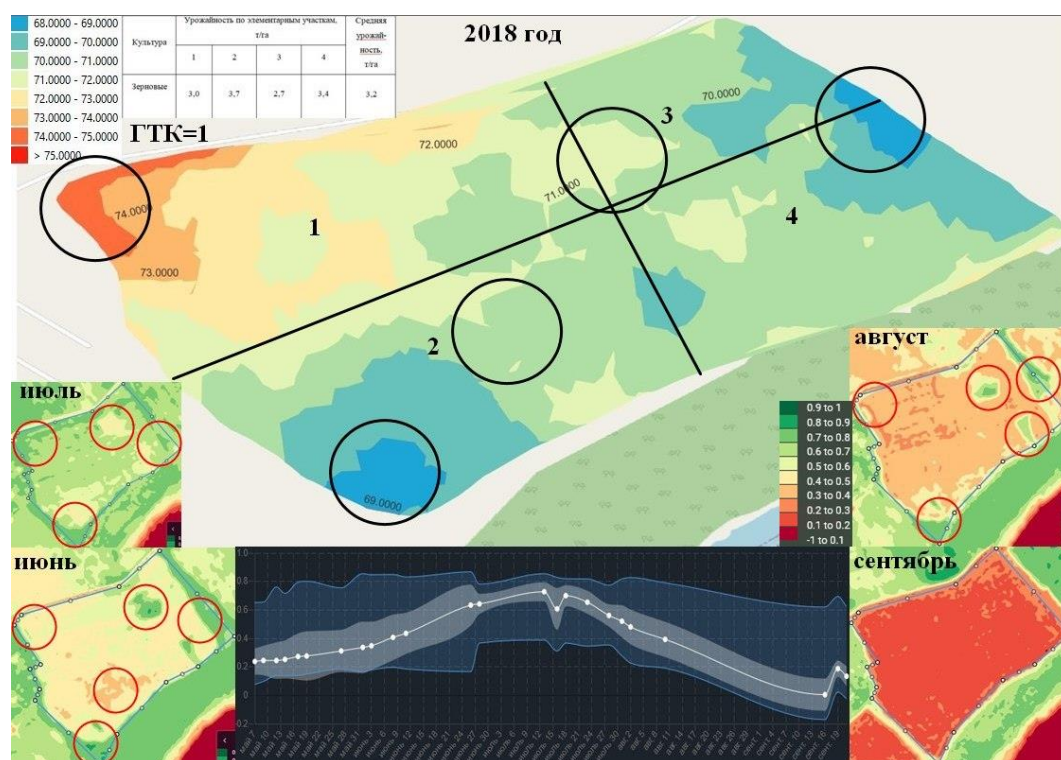 68.0000 - 69.0000
69.0000 - 70.0000
70.0000 - 71.0000
71.0000 - 72.0000
72.0000 - 73.0000
73.0000 - 74.0000
74.0000 - 75.0000
> 75.0000
Культура
Урожайность по элементарным участкам, т/га
Средняя урожай-
ность,
т/га
1 2 3 4
Зерновые 3,0 3,7 2,7 3,4 3,2
2018 год
ГТК=1
70.0000
3
72.0000
71.0000
74.0000
1
4
73.0000
2
69.0000
июль
август
0.9 to 1
0.8 to 0.9
0.7 to 0.8
0.6 to 0.7
0.5 to 0.6
0.4 to 0.5
0.3 to 0.4
0.2 to 0.3
0.1 to 0.2
-1 to 0.1
июнь
сентябрь
1.0
0.8
0.6
0.4
0.2
0
0.2